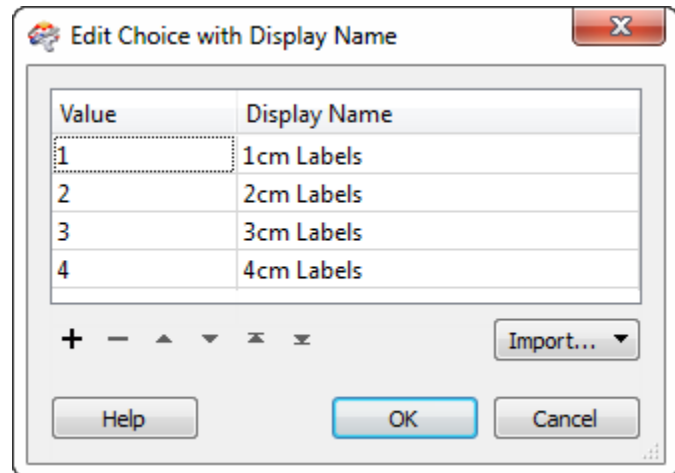 Edit Choice with Display Name
Value Display Name
1 1cm Labels
2 2cm Labels
3 3cm Labels
4 4cm Labels
Import...
Help OK Cancel